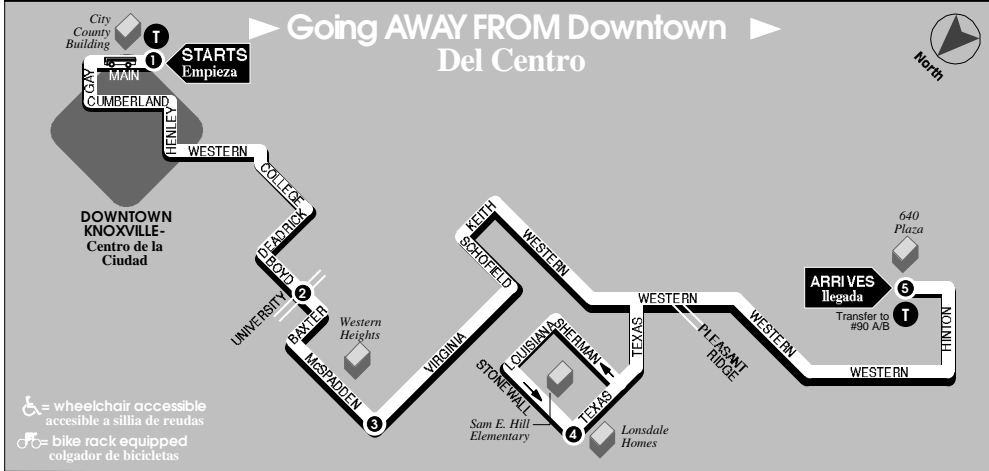 Going AWAY FROM Downtown
Del Centro
North
City
County
Building
T
1
STARTS
Empieza
MAIN
GAY
CUMBERLAND
HENLEY
WESTERN
COLLEGE
DEADRICK
BOYD
DOWNTOWN
KNOXVILLE-
Centro de la
Ciudad
2
UNIVERSITY
BAXTER
McSPADDEN
Western
Heights
3
VIRGINIA
SCHOFIELD
KEITH
WESTERN
WESTERN
TEXAS
SHERMAN
LOUISIANA
STONEWALL
TEXAS
Sam E. Hill
Elementary
4
Lonsdale
Homes
PLEASANT
RIDGE
WESTERN
WESTERN
HINTON
640
Plaza
ARRIVES
llegada
5
Transfer to
#90 A/B
T
= wheelchair accessible
accesible a sillia de reudas
= bike rack equipped
colgador de bicicletas